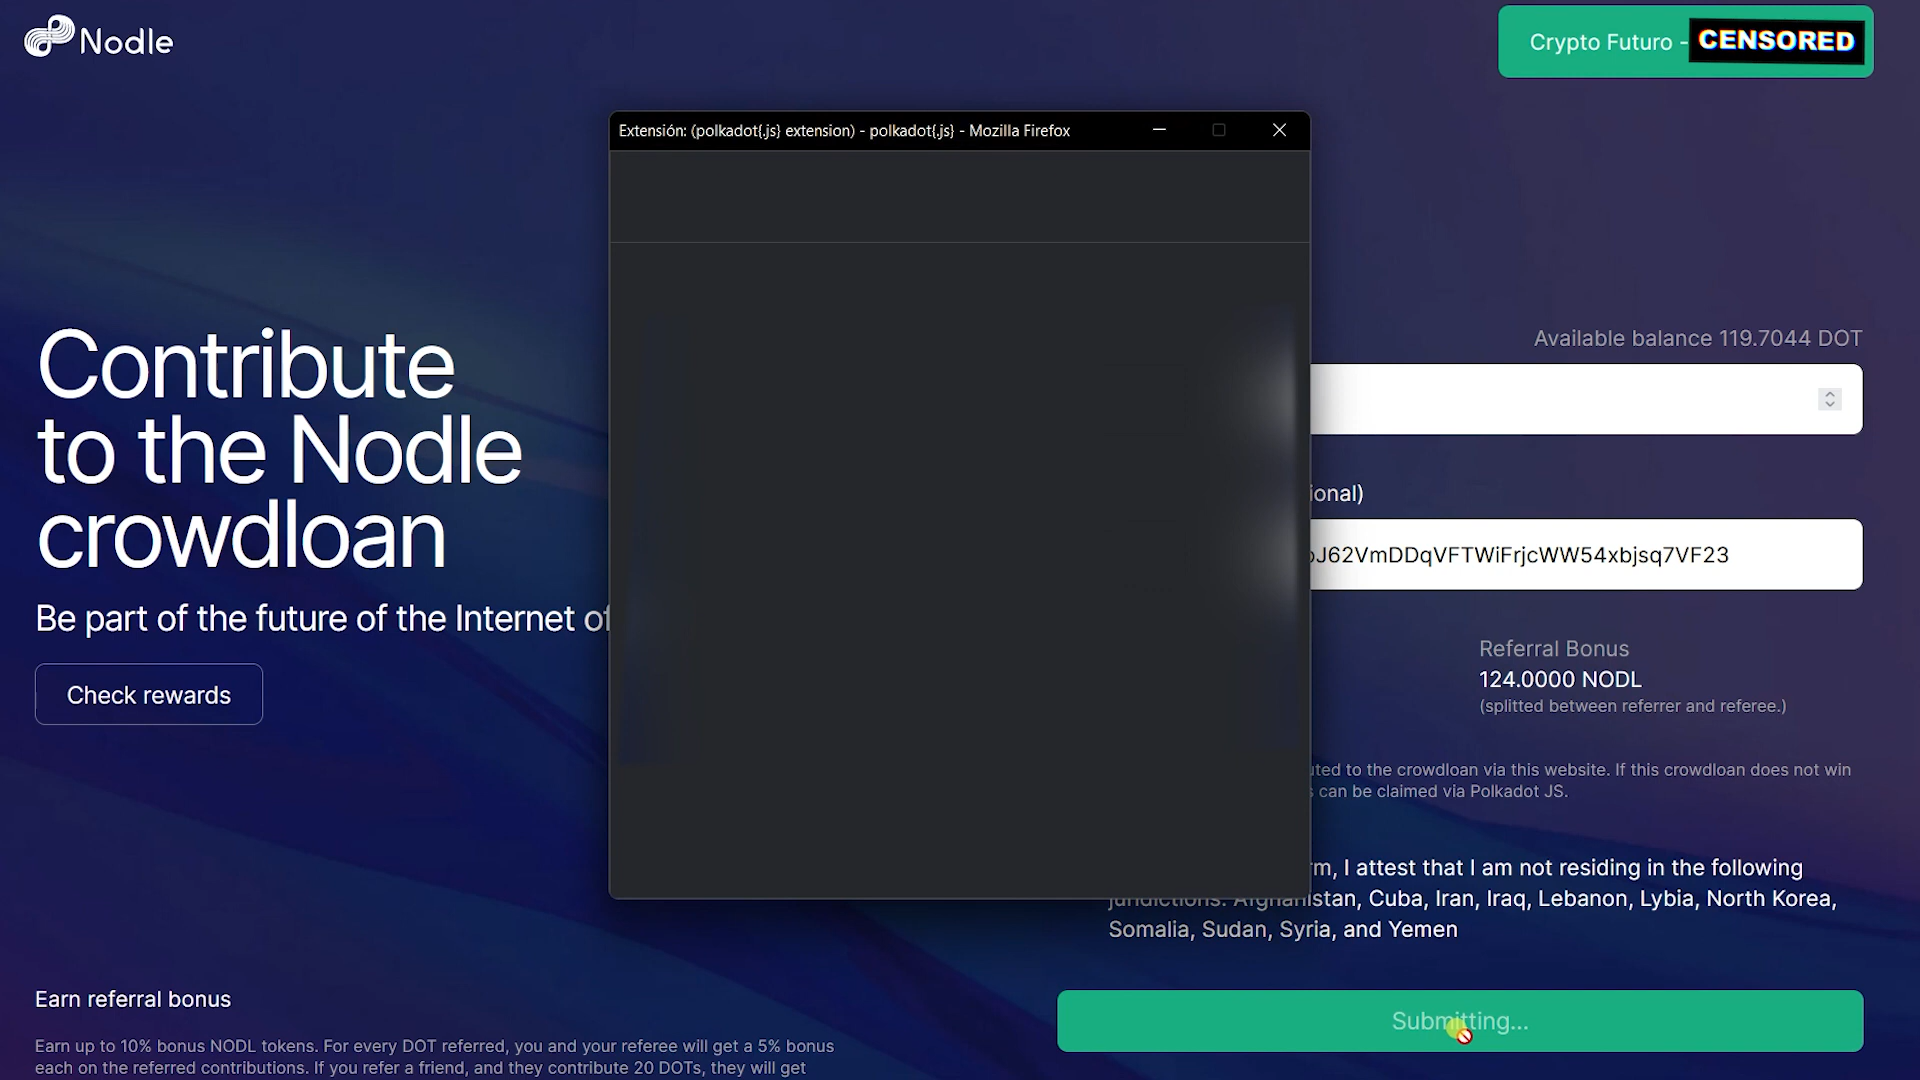 Nodle
Crypto Futuro - CENSORED
Extensión: (polkadot{.js} extension) - polkadot{.js} - Mozilla Firefox
Contribute
to the Nodle
crowdloan
Be part of the future of the Internet of
Check rewards
Available balance 119.7044 DOT
J62VmDDqVFTWiFrjcWW54xbjsq7VF23
Referral Bonus
124.0000 NODL
(splitted between referrer and referee.)
to the crowdloan via this website. If this crowdloan does not win
can be claimed via Polkadot JS.
I attest that I am not residing in the following
juridictions: Afghanistan, Cuba, Iran, Iraq, Lebanon, Lybia, North Korea,
Somalia, Sudan, Syria, and Yemen
Submitting...
Earn referral bonus
Earn up to 10% bonus NODL tokens. For every DOT referred, you and your referee will get a 5% bonus
each on the referred contributions. If you refer a friend, and they contribute 20 DOTs, they will get